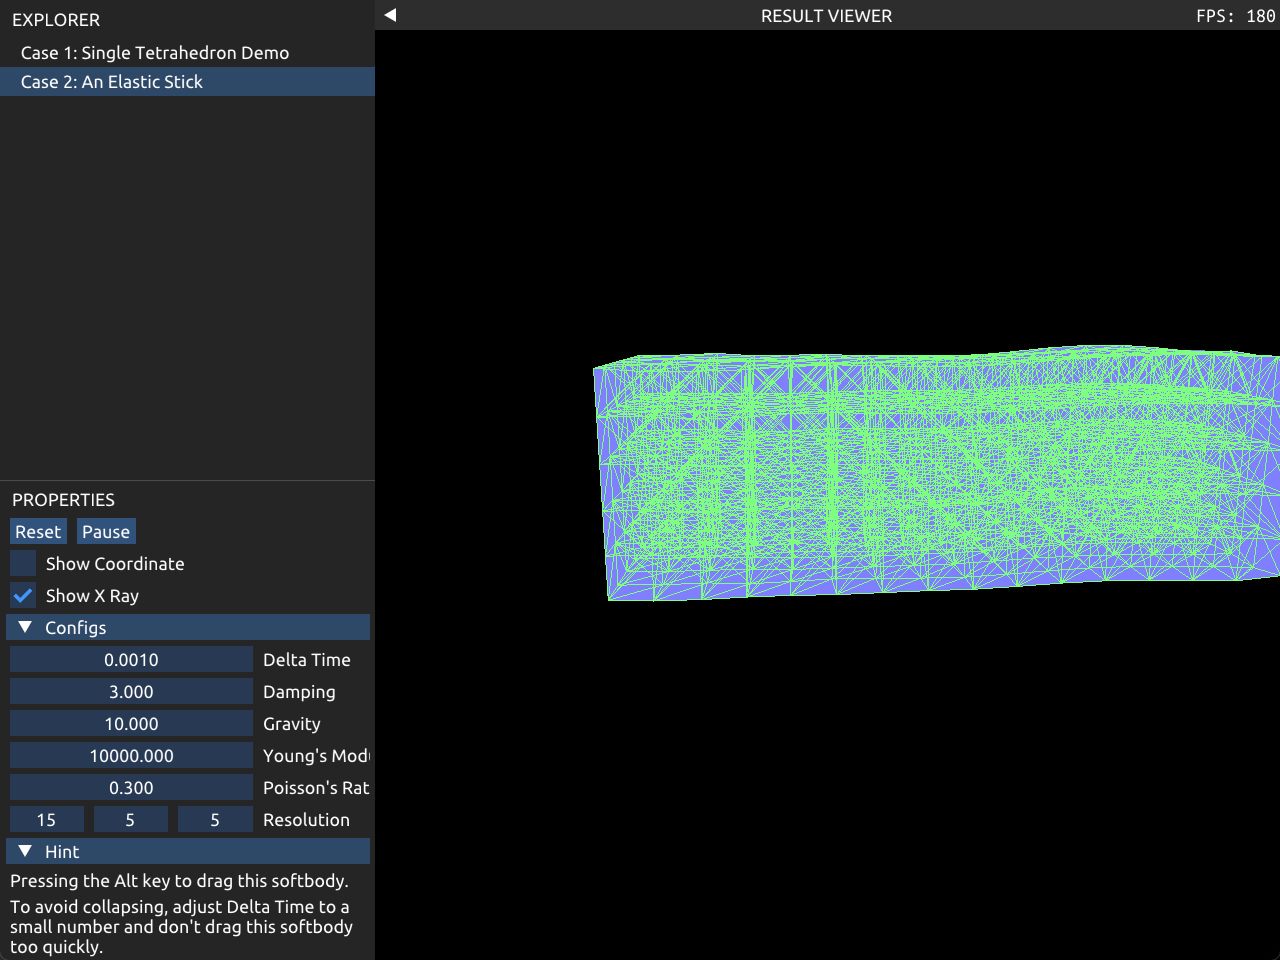 EXPLORER
Case 1: Single Tetrahedron Demo
Case 2: An Elastic Stick
RESULT VIEWER
FPS: 180
PROPERTIES
Reset Pause
Show Coordinate
Show X Ray
Configs
0.0010 Delta Time
3.000 Damping
10.000 Gravity
10000.000 Young's Mod
0.300 Poisson's Rat
15 5 5 Resolution
Hint
Pressing the Alt key to drag this softbody.
To avoid collapsing, adjust Delta Time to a
small number and don't drag this softbody
too quickly.